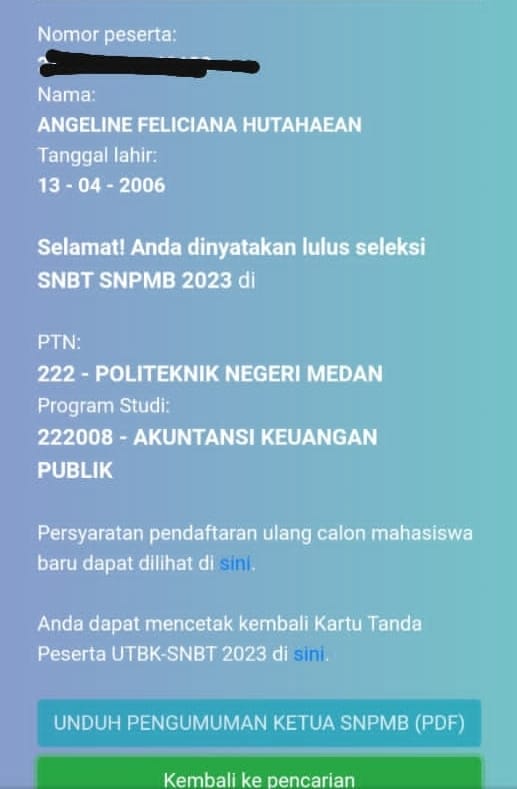 Nomor peserta:
Nama:
ANGELINE FELICIANA HUTAHAEAN
Tanggal lahir:
13 - 04 - 2006
Selamat! Anda dinyatakan lulus seleksi
SNBT SNPMB 2023 di
PTN:
222 - POLITEKNIK NEGERI MEDAN
Program Studi:
222008 - AKUNTANSI KEUANGAN
PUBLIK
Persyaratan pendaftaran ulang calon mahasiswa
baru dapat dilihat di sini.
Anda dapat mencetak kembali Kartu Tanda
Peserta UTBK-SNBT 2023 di sini.
UNDUH PENGUMUMAN KETUA SNPMB (PDF)
Kembali ke pencarian